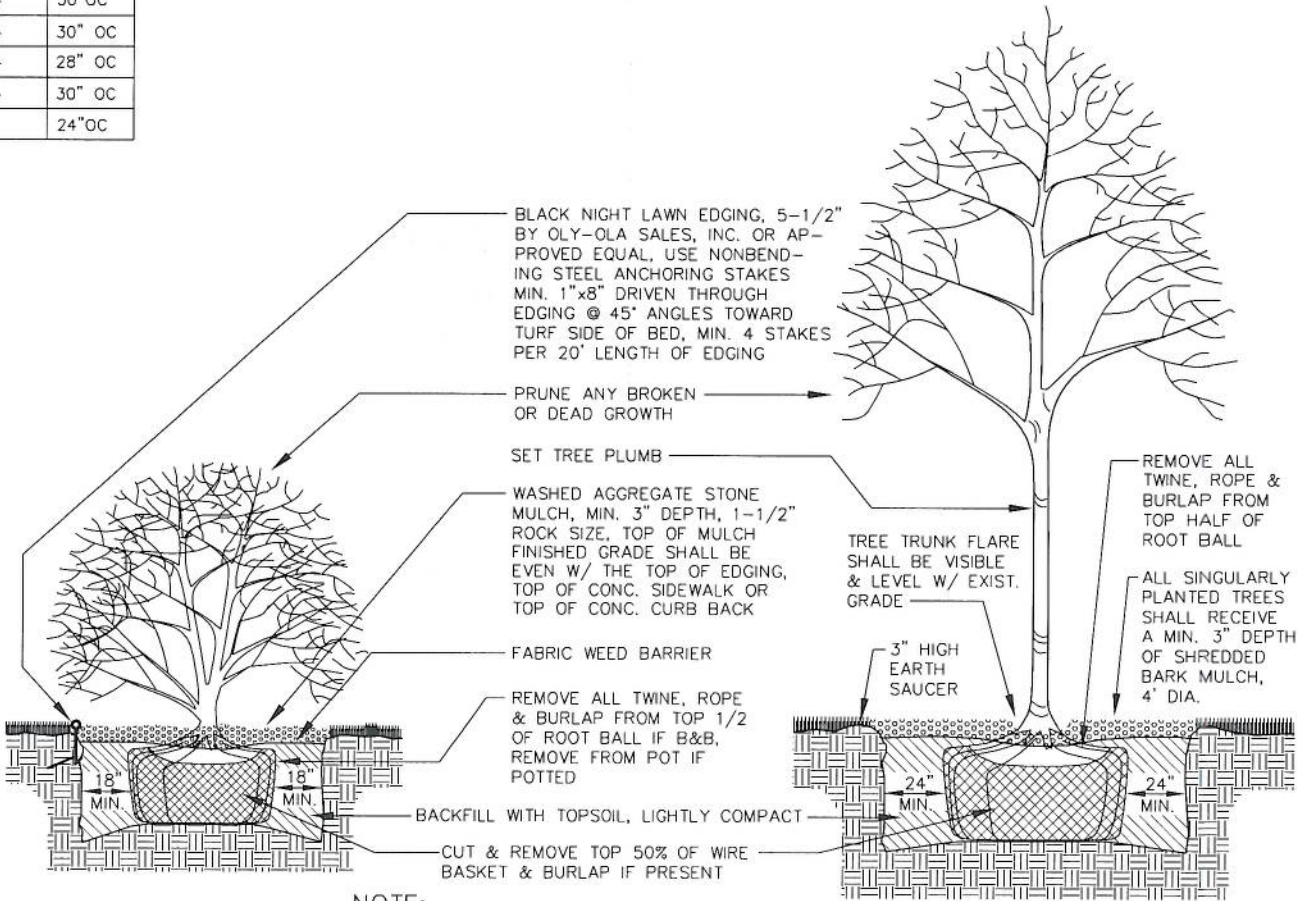 30" OC
28" OC
30" OC
24"OC
BLACK NIGHT LAWN EDGING, 5-1/2"
BY OLY-OLA SALES, INC. OR AP-
PROVED EQUAL, USE NONBEND-
ING STEEL ANCHORING STAKES
MIN. 1"x8" DRIVEN THROUGH
EDGING @ 45° ANGLES TOWARD
TURF SIDE OF BED, MIN. 4 STAKES
PER 20' LENGTH OF EDGING
PRUNE ANY BROKEN
OR DEAD GROWTH
SET TREE PLUMB
WASHED AGGREGATE STONE
MULCH, MIN. 3" DEPTH, 1-1/2"
ROCK SIZE, TOP OF MULCH
FINISHED GRADE SHALL BE
EVEN W/ THE TOP OF EDGING,
TOP OF CONC. SIDEWALK OR
TOP OF CONC. CURB BACK
FABRIC WEED BARRIER
REMOVE ALL TWINE, ROPE
& BURLAP FROM TOP 1/2
OF ROOT BALL IF B&B,
REMOVE FROM POT IF
POTTED
BACKFILL WITH TOPSOIL, LIGHTLY COMPACT
CUT & REMOVE TOP 50% OF WIRE
BASKET & BURLAP IF PRESENT
18"
MIN.
18"
MIN.
TREE TRUNK FLARE
SHALL BE VISIBLE
& LEVEL W/ EXIST.
GRADE
3" HIGH
EARTH
SAUCER
REMOVE ALL
TWINE, ROPE &
BURLAP FROM
TOP HALF OF
ROOT BALL
ALL SINGULARLY
PLANTED TREES
SHALL RECEIVE
A MIN. 3" DEPTH
OF SHREDDED
BARK MULCH,
4' DIA.
24"
MIN.
24"
MIN.
NOTE: